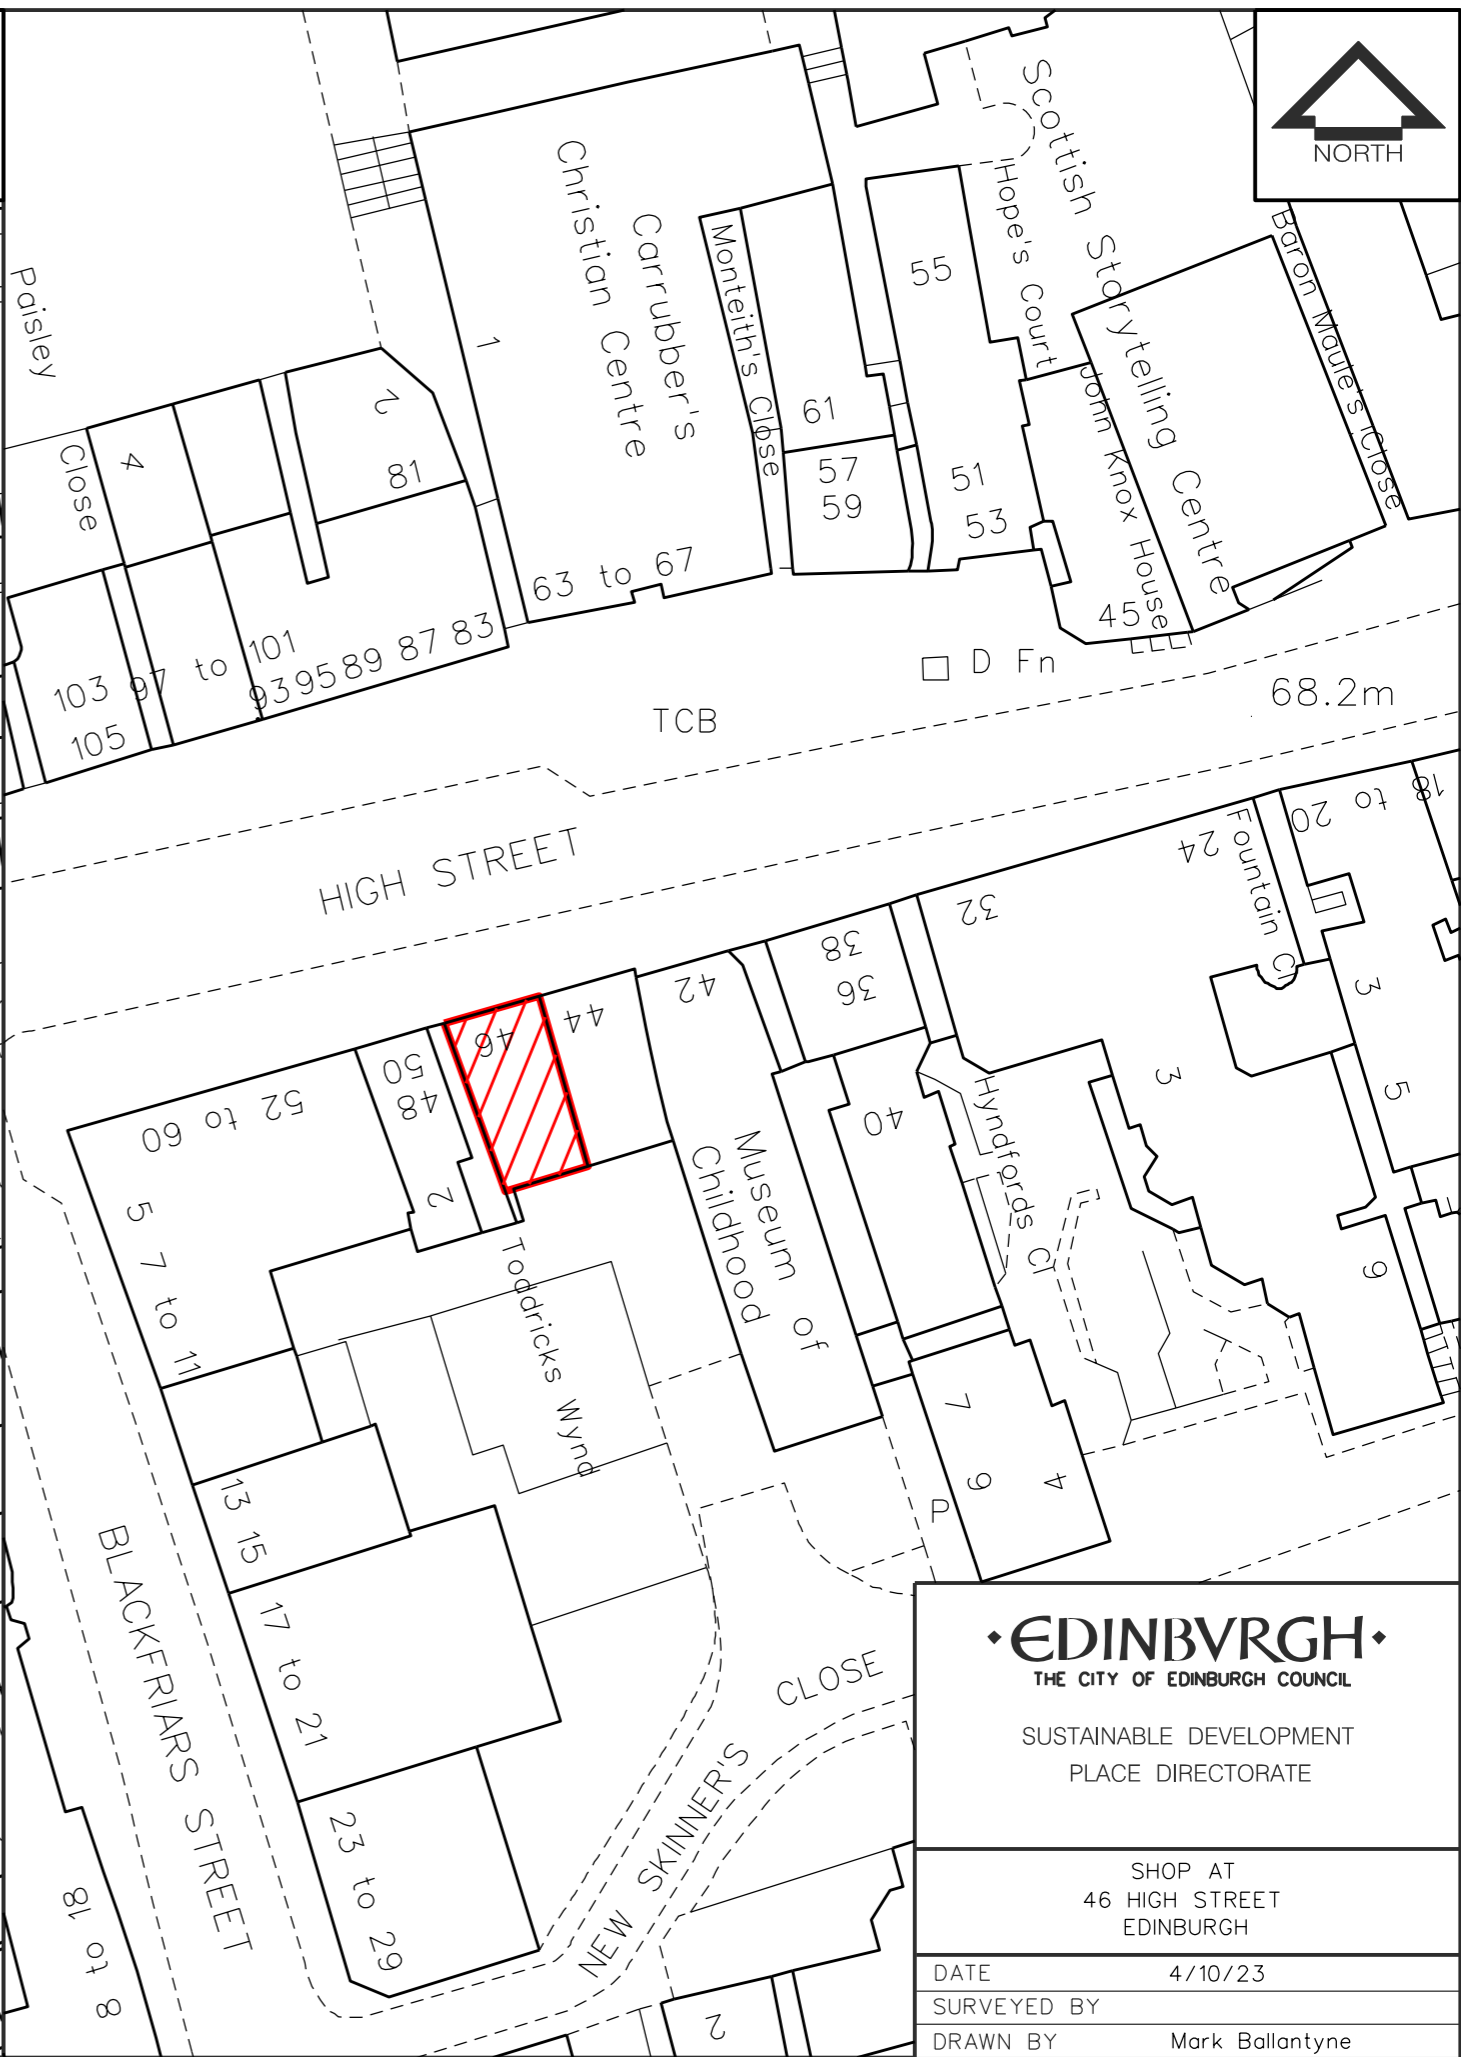 NORTH
Scottish Storytelling Centre
Hope's Court
Baron Maule's Close
Christian Centre
Carrubber's
Monteith's Close
John Knox House
Paisley
Close
1
55
2
4
81
61
57
59
51
53
45
63 to 67
103
105
97 to 101
93 95 89 87 83
D Fn
TCB
68.2m
HIGH STREET
18 to 20
Fountain Cl
24
32
38
36
42
44
46
50
48
52 to 60
2
3
5
9
3
40
Hyndfords Cl
Museum of
Childhood
5 7 to 11
Toddricks Wynd
13
15
7
9
4
P
BLACKFRIARS STREET
17 to 21
23 to 29
8 to 18
NEW SKINNER'S CLOSE
2
EDINBVRGH
THE CITY OF EDINBURGH COUNCIL
SUSTAINABLE DEVELOPMENT
PLACE DIRECTORATE
SHOP AT
46 HIGH STREET
EDINBURGH
DATE 4/10/23
SURVEYED BY
DRAWN BY Mark Ballantyne